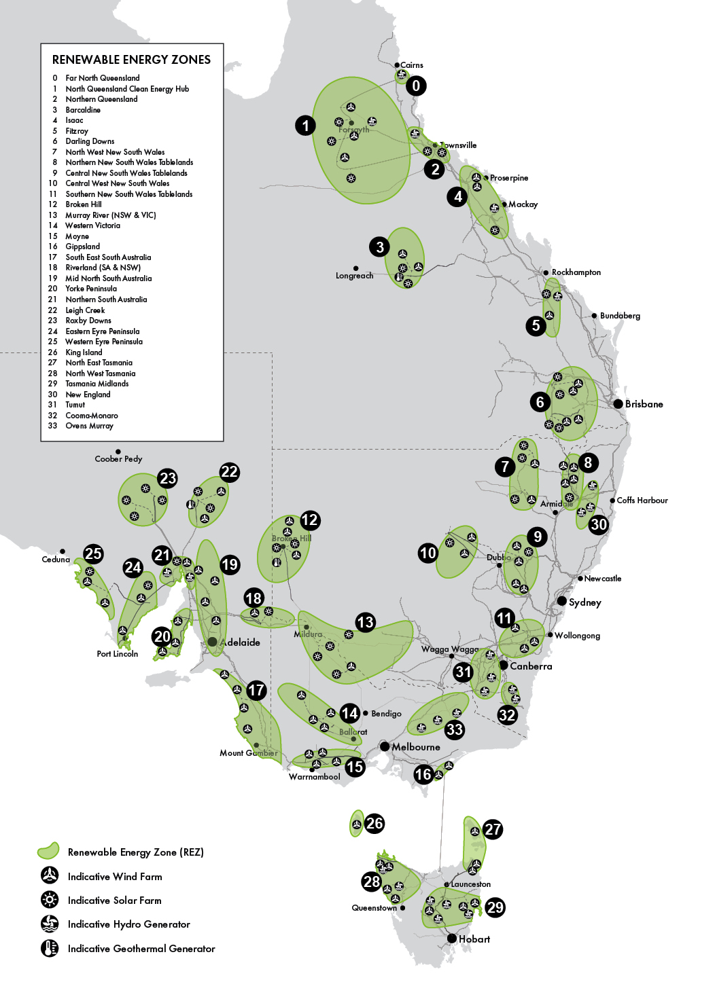 RENEWABLE ENERGY ZONES
0 Far North Queensland
1 North Queensland Clean Energy Hub
2 Northern Queensland
3 Barcaldine
4 Isaac
5 Fitzroy
6 Darling Downs
7 North West New South Wales
8 Northern New South Wales Tablelands
9 Central New South Wales Tablelands
10 Central West New South Wales
11 Southern New South Wales Tablelands
12 Broken Hill
13 Murray River (NSW & VIC)
14 Western Victoria
15 Moyne
16 Gippsland
17 South East South Australia
18 Riverland (SA & NSW)
19 Mid North South Australia
20 Yorke Peninsula
21 Northern South Australia
22 Leigh Creek
23 Roxby Downs
24 Eastern Eyre Peninsula
25 Western Eyre Peninsula
26 King Island
27 North East Tasmania
28 North West Tasmania
29 Tasmania Midlands
30 New England
31 Tumut
32 Cooma-Monaro
33 Ovens Murray
Cairns
0
1
Forsayth
Townsville
2
Proserpine
4
Mackay
3
Longreach
Rockhampton
Bundaberg
5
6
Brisbane
Coober Pedy
7
8
23
22
Coffs Harbour
Armidale
30
12
Broken Hill
9
10
Dubbo
25
Ceduna
21
24
19
Newcastle
18
Sydney
11
13
Mildura
Wollongong
20
Adelaide
Wagga Wagga
Port Lincoln
31
Canberra
17
14
Bendigo
32
33
Ballarat
Mount Gambier
Melbourne
15
16
Warrnambool
26
27
28
Launceston
Queenstown
29
Hobart
Renewable Energy Zone (REZ)
Indicative Wind Farm
Indicative Solar Farm
Indicative Hydro Generator
Indicative Geothermal Generator